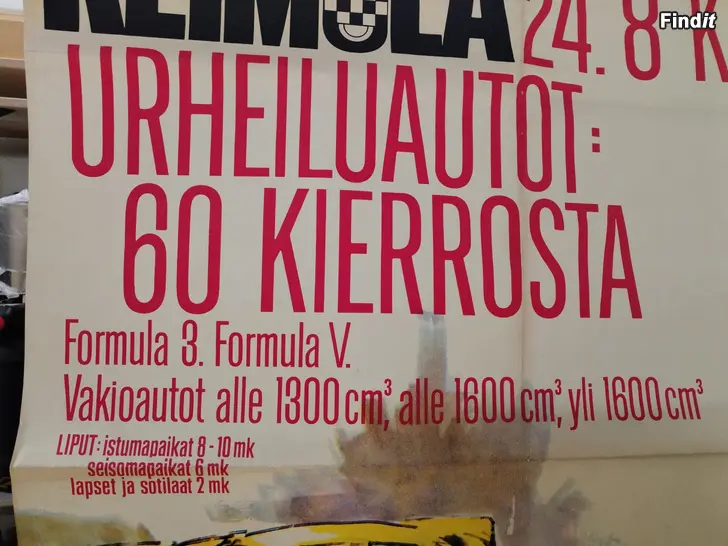 Findit
KEIMOLA 24. 8 K
URHEILUAUTOT:
60 KIERROSTA
Formula 3. Formula V.
Vakioautot alle 1300 cm³, alle 1600 cm³, yli 1600 cm³
LIPUT: istumapaikat 8 - 10 mk
seisomapaikat 6 mk
lapset ja sotilaat 2 mk